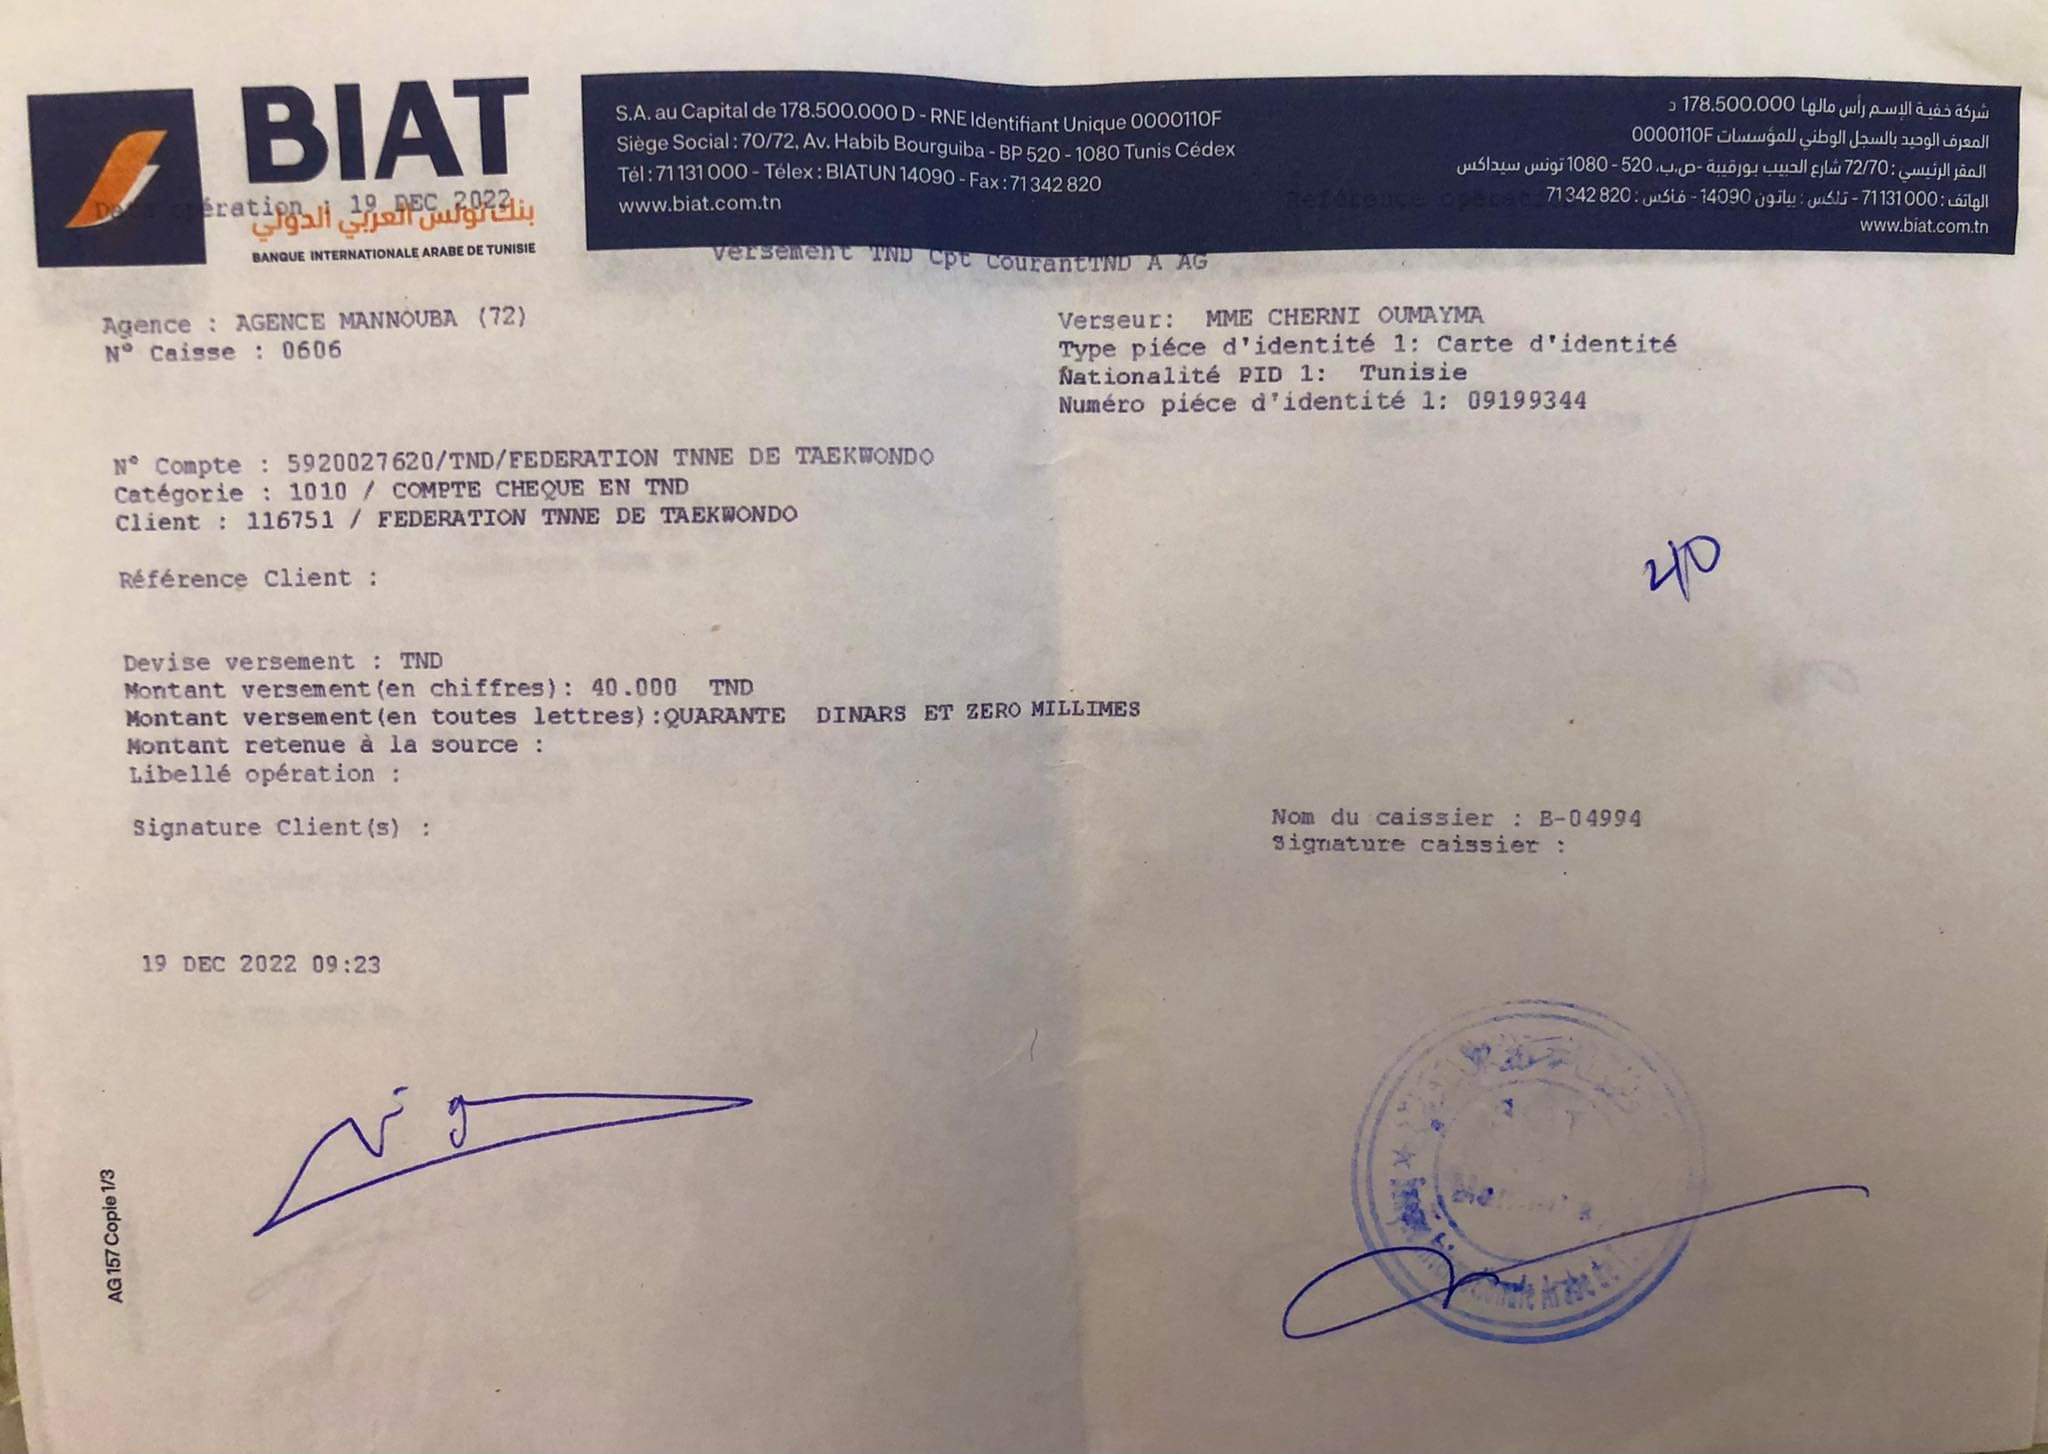 BIAT
بنك تونس العربي الدولي
BANQUE INTERNATIONALE ARABE DE TUNISIE
S.A. au Capital de 178.500.000 D - RNE Identifiant Unique 0000110F
Siège Social : 70/72, Av. Habib Bourguiba - BP 520 - 1080 Tunis Cédex
Tél : 71 131 000 - Télex : BIATUN 14090 - Fax : 71 342 820
www.biat.com.tn
شركة خفية الإسم رأس مالها 178.500.000 د
المعرف الوحيد بالسجل الوطني للمؤسسات 0000110F
المقر الرئيسي : 72/70 شارع الحبيب بورقيبة -ص.ب. 520 - 1080 تونس سيداكس
الهاتف : 71131000 - تلكس : بياتون 14090 - فاكس : 71342820
www.biat.com.tn
Date opération : 19 DEC 2022
Référence opération
Versement TND Cpt CourantTND A AG
Agence : AGENCE MANNOUBA (72)
N° Caisse : 0606
Verseur: MME CHERNI OUMAYMA
Type piéce d'identité 1: Carte d'identité
Nationalité PID 1: Tunisie
Numéro piéce d'identité 1: 09199344
N° Compte : 5920027620/TND/FEDERATION TNNE DE TAEKWONDO
Catégorie : 1010 / COMPTE CHEQUE EN TND
Client : 116751 / FEDERATION TNNE DE TAEKWONDO
Référence Client :
40
Devise versement : TND
Montant versement(en chiffres): 40.000 TND
Montant versement(en toutes lettres):QUARANTE DINARS ET ZERO MILLIMES
Montant retenue à la source :
Libellé opération :
Signature Client(s) :
Nom du caissier : B-04994
Signature caissier :
19 DEC 2022 09:23
AG 157 Copie 1/3
Arabe de